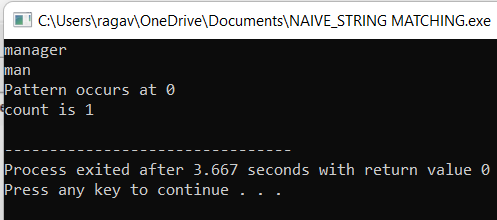 C:\Users\ragav\OneDrive\Documents\NAIVE_STRING MATCHING.exe
manager
man
Pattern occurs at 0
count is 1
--------------------------------
Process exited after 3.667 seconds with return value 0
Press any key to continue . . .